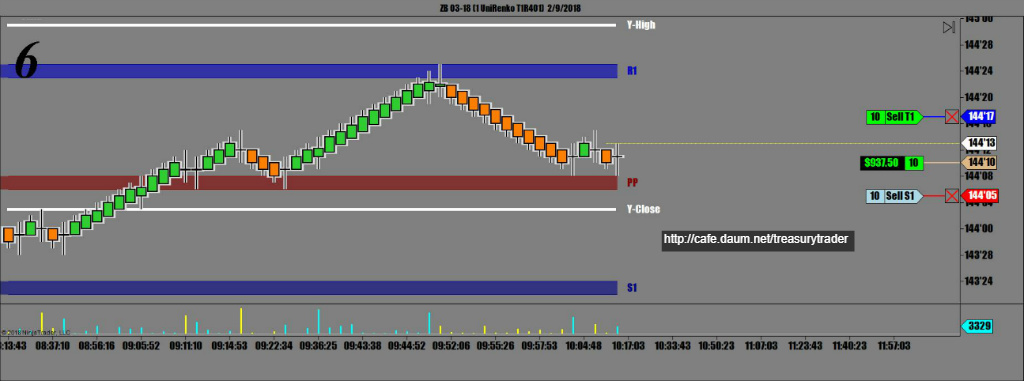 ZB 03-18 (1 UniRenko T1R401) 2/9/2018
6
Y-High
R1
PP
Y-Close
S1
145'00
144'28
144'24
144'20
10 Sell T1
144'17
144'13
144'12
$937.50 10
144'10
144'08
10 Sell S1
144'05
144'04
144'00
143'28
143'24
http://cafe.daum.net/treasurytrader
© 2018 NinjaTrader, LLC
3329
:13:43 08:37:10 08:56:16 09:05:52 09:11:10 09:14:53 09:22:34 09:36:25 09:43:38 09:44:52 09:52:06 09:55:26 09:57:53 10:04:48 10:17:03 10:33:43 10:50:23 11:07:03 11:23:43 11:40:23 11:57:03